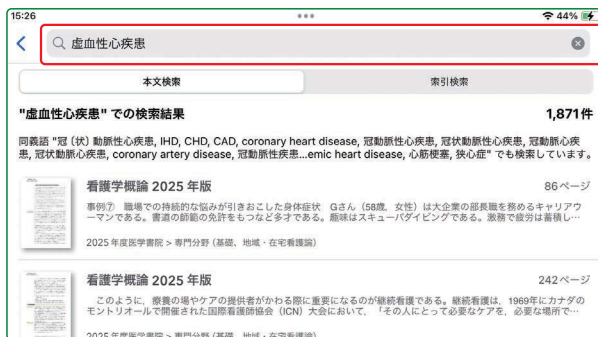 15:26
44%
虚血性心疾患
本文検索
索引検索
"虚血性心疾患" での検索結果
1,871件
同義語 "冠〔状〕動脈性心疾患, IHD, CHD, CAD, coronary heart disease, 冠動脈性心疾患, 冠状動脈性心疾患, 冠動脈心疾
患, 冠状動脈心疾患, coronary artery disease, 冠動脈性疾患...emic heart disease, 心筋梗塞, 狭心症" でも検索しています。
看護学概論 2025 年版
86ページ
事例⑦ 職場での持続的な悩みが引きおこした身体症状 Gさん（58歳，女性）は大企業の部長職を務めるキャリアウ
ーマンである。書道の師範の免許をもつなど多才である。趣味はスキューバダイビングである。激務で疲労は蓄積し…
2025 年度医学書院 > 専門分野 (基礎、地域・在宅看護論)
看護学概論 2025 年版
242ページ
このように，療養の場やケアの提供者がかわる際に重要になるのが継続看護である。継続看護は，1969年にカナダの
モントリオールで開催された国際看護師協会（ICN）大会において，「その人にとって必要なケアを，必要な場所で…
2025 年度医学書院 > 専門分野 (基礎、地域・在宅看護論)